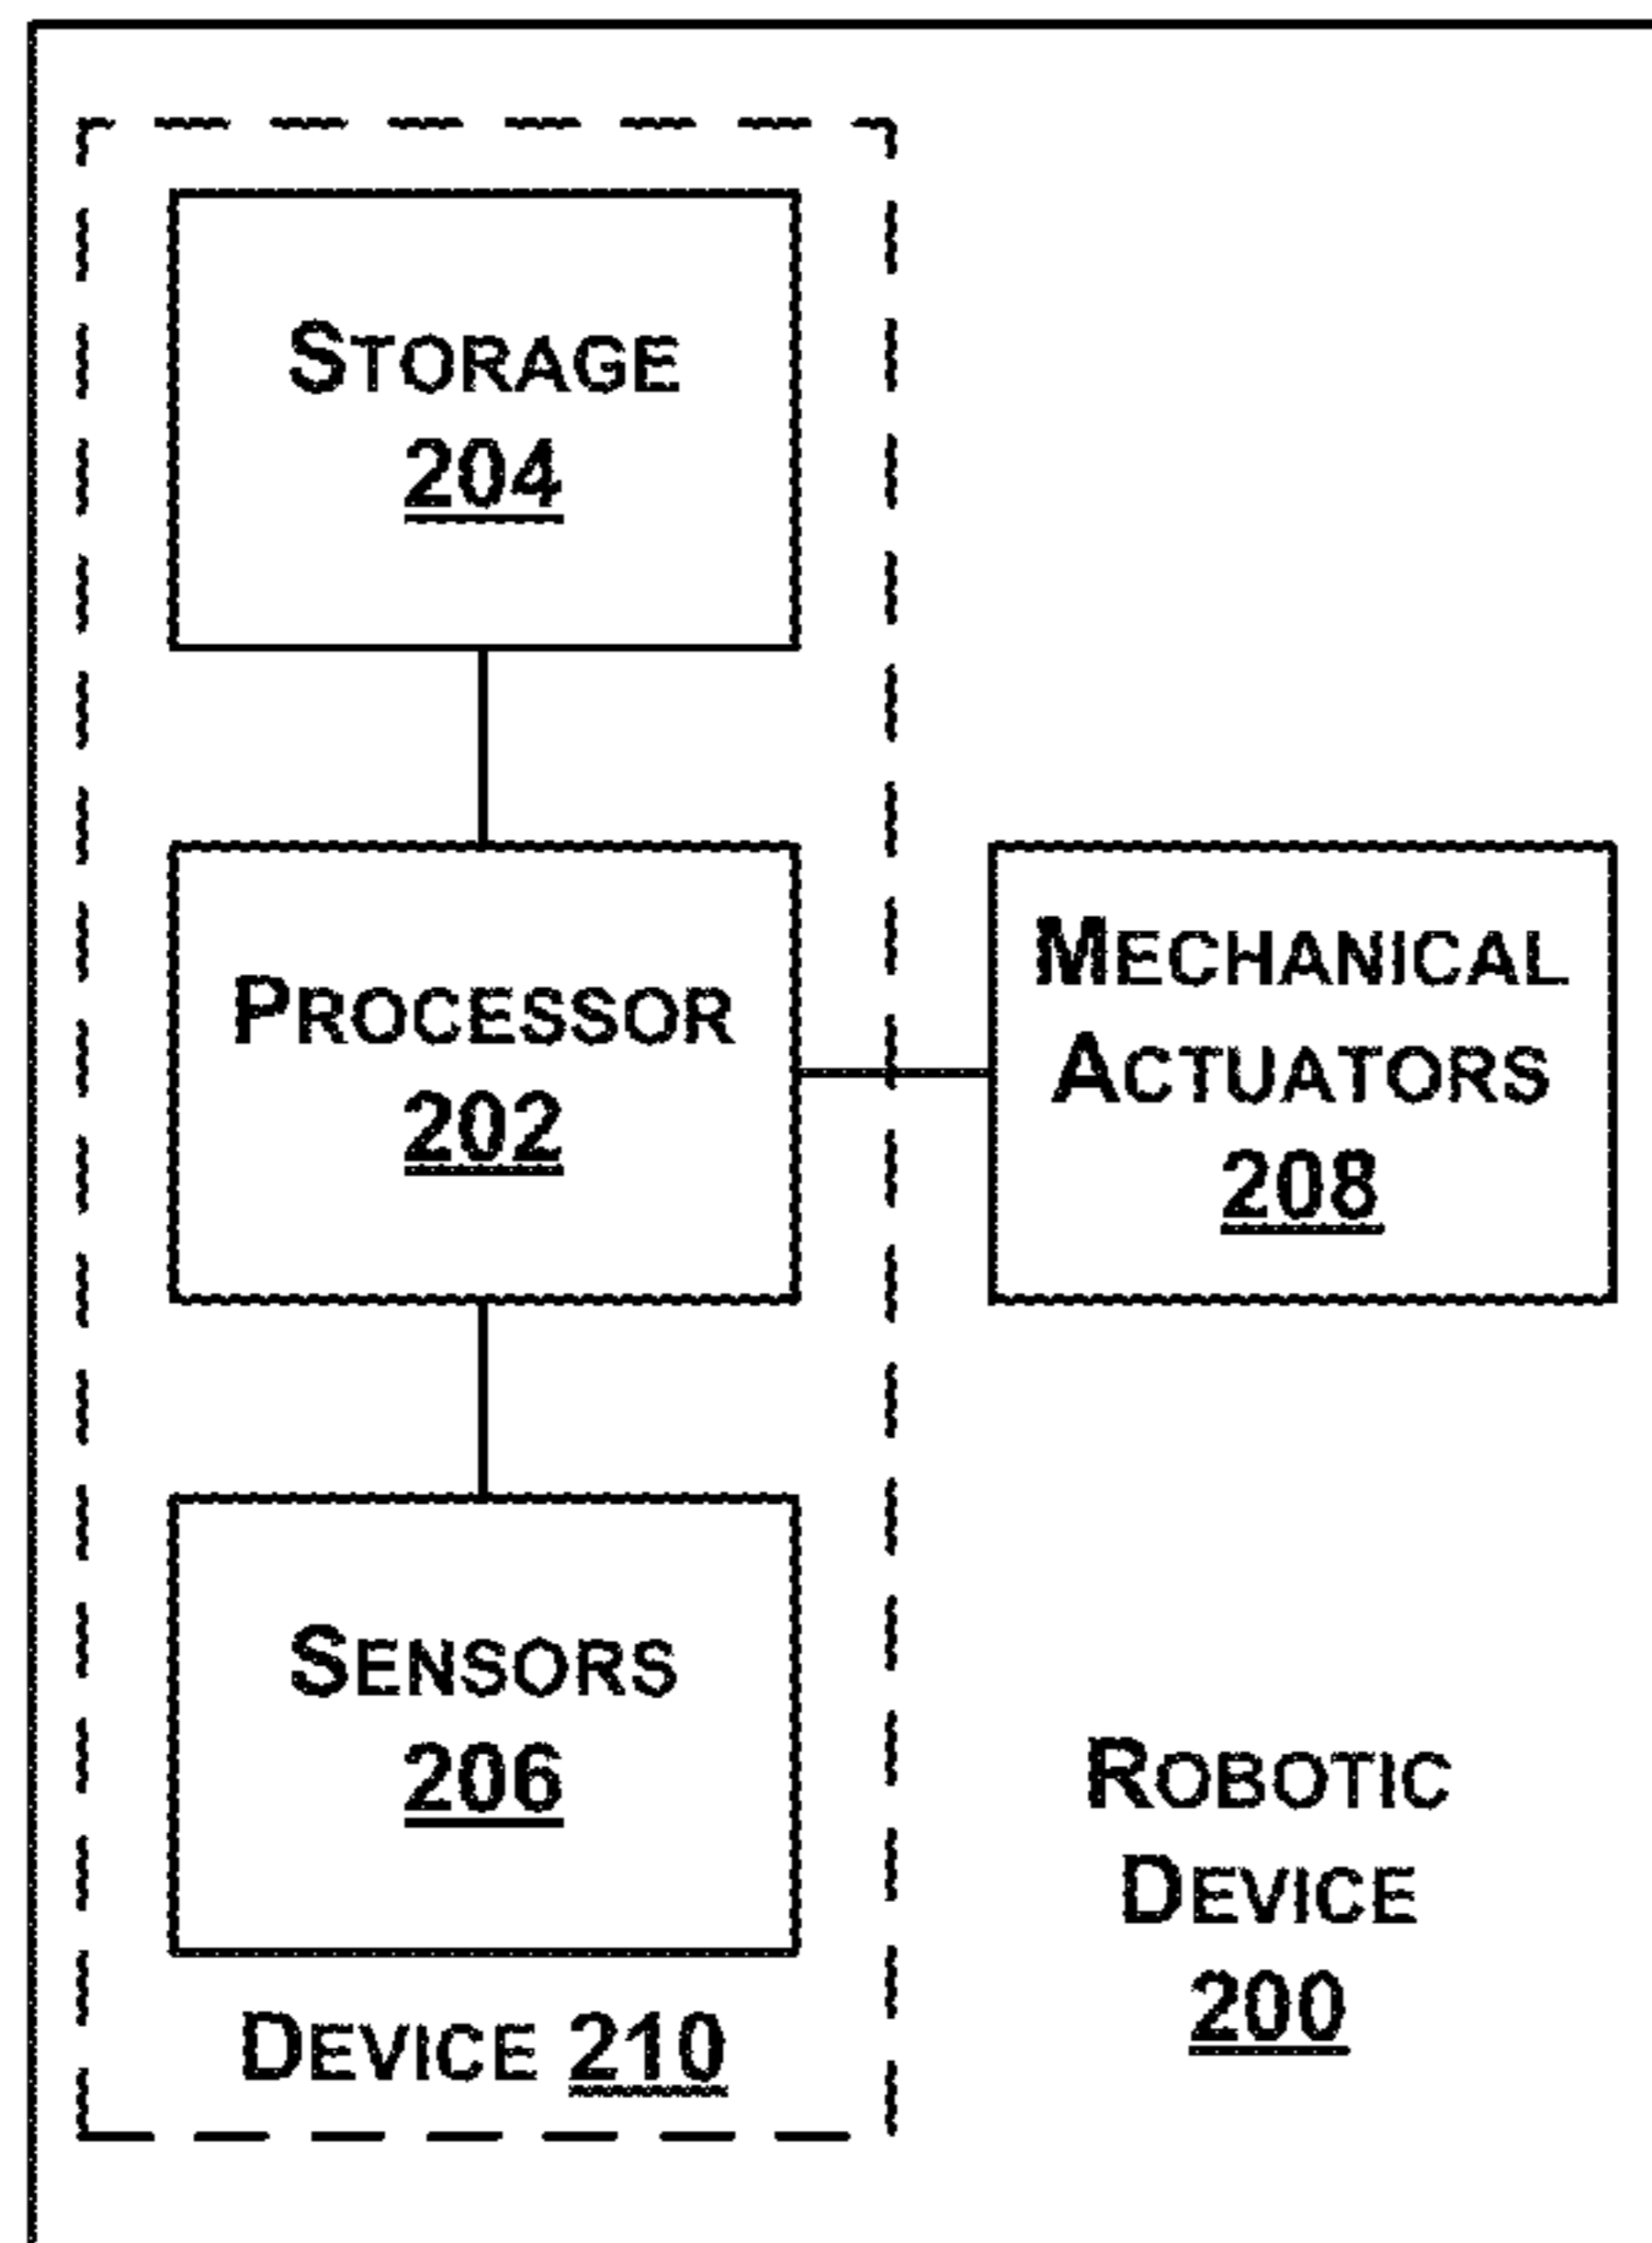 STORAGE
204
PROCESSOR
202
MECHANICAL
ACTUATORS
208
SENSORS
206
DEVICE 210
ROBOTIC
DEVICE
200